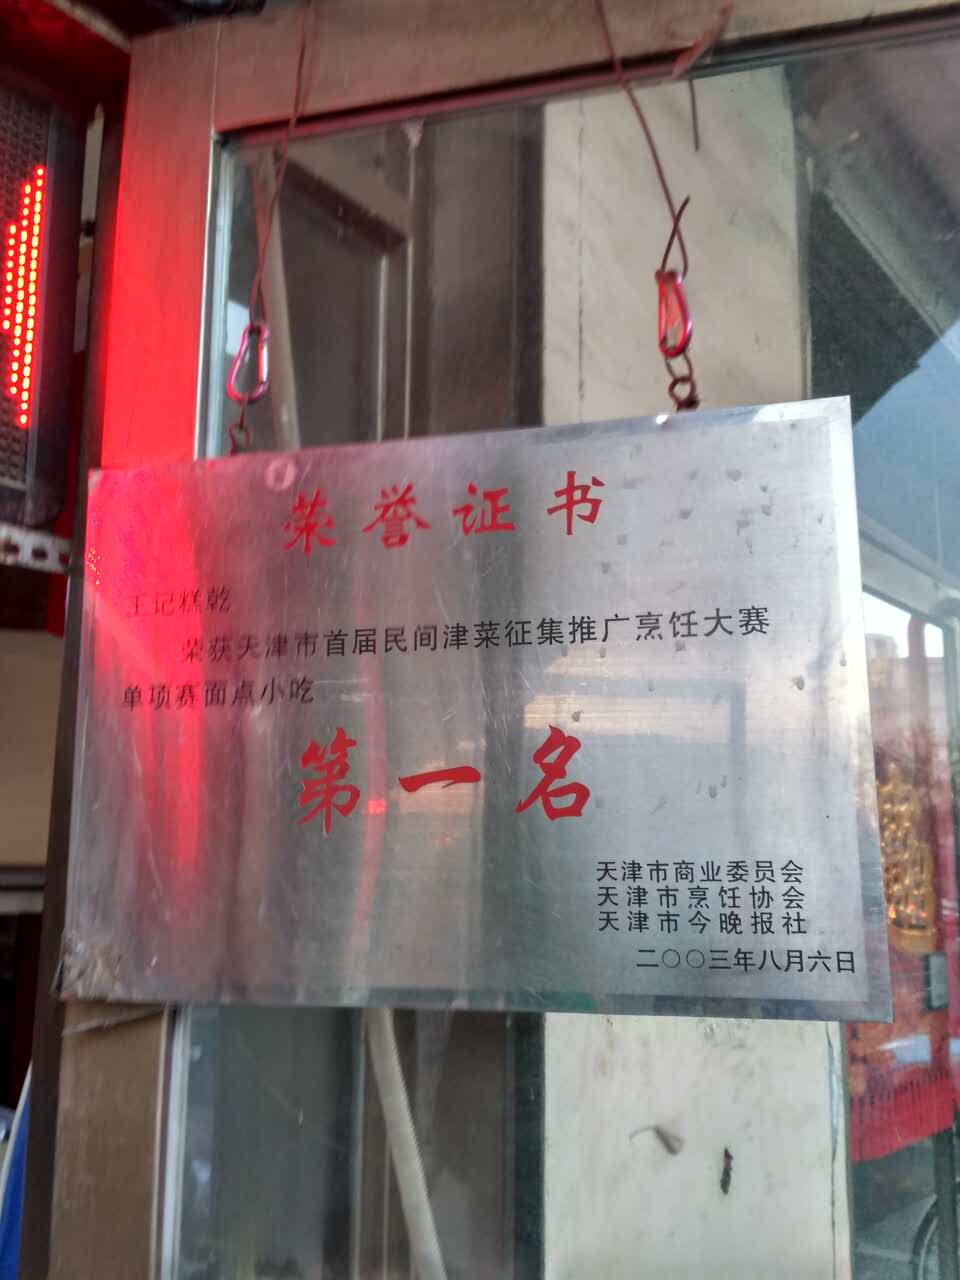 荣誉证书
王记糕乾
荣获天津市首届民间津菜征集推广烹饪大赛
单项赛面点小吃
第一名
天津市商业委员会
天津市烹饪协会
天津市今晚报社
二〇〇三年八月六日